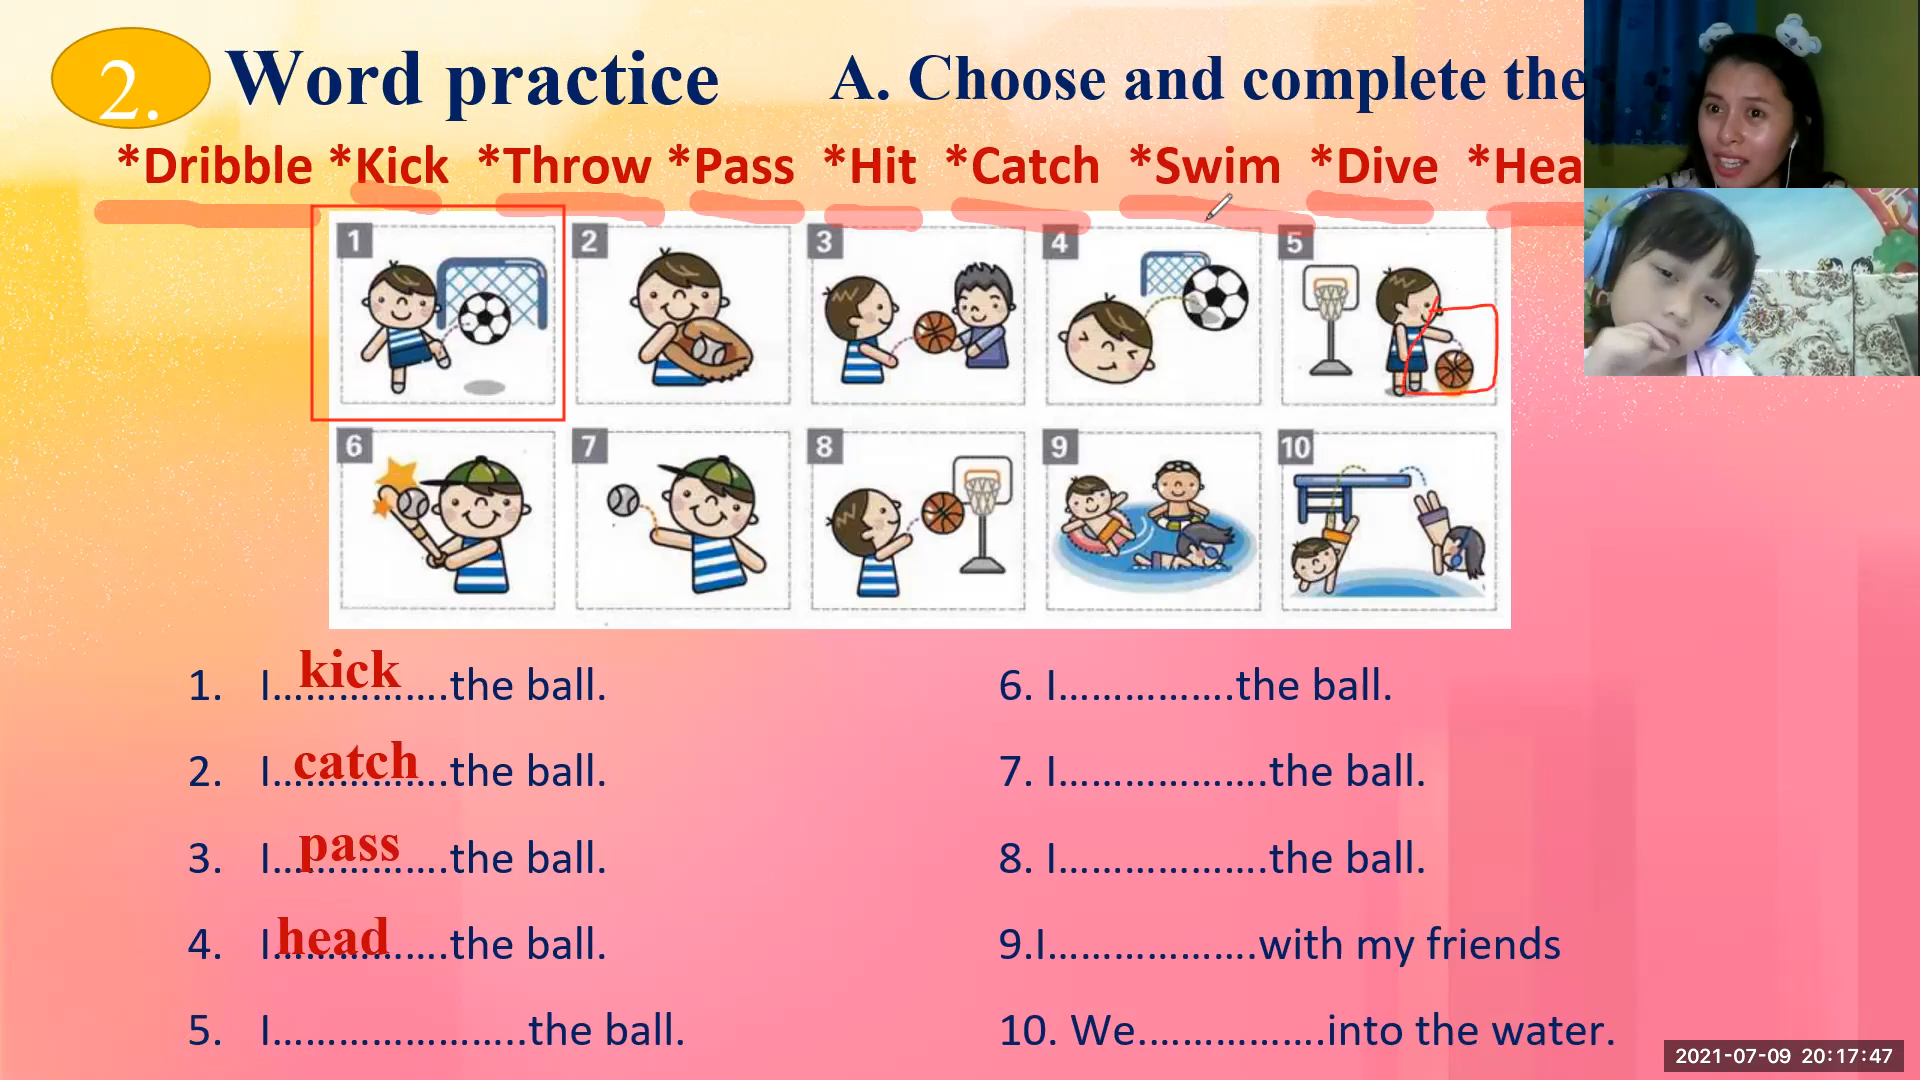 2. Word practice A. Choose and complete the
*Dribble *Kick *Throw *Pass *Hit *Catch *Swim *Dive *Hea
1 2 3 4 5
6 7 8 9 10
1. I kick...............the ball.
2. I catch...............the ball.
3. I pass...............the ball.
4. I head...............the ball.
5. I......................the ball.
6. I................the ball.
7. I...................the ball.
8. I...................the ball.
9.I...................with my friends
10. We.................into the water.
2021-07-09 20:17:47